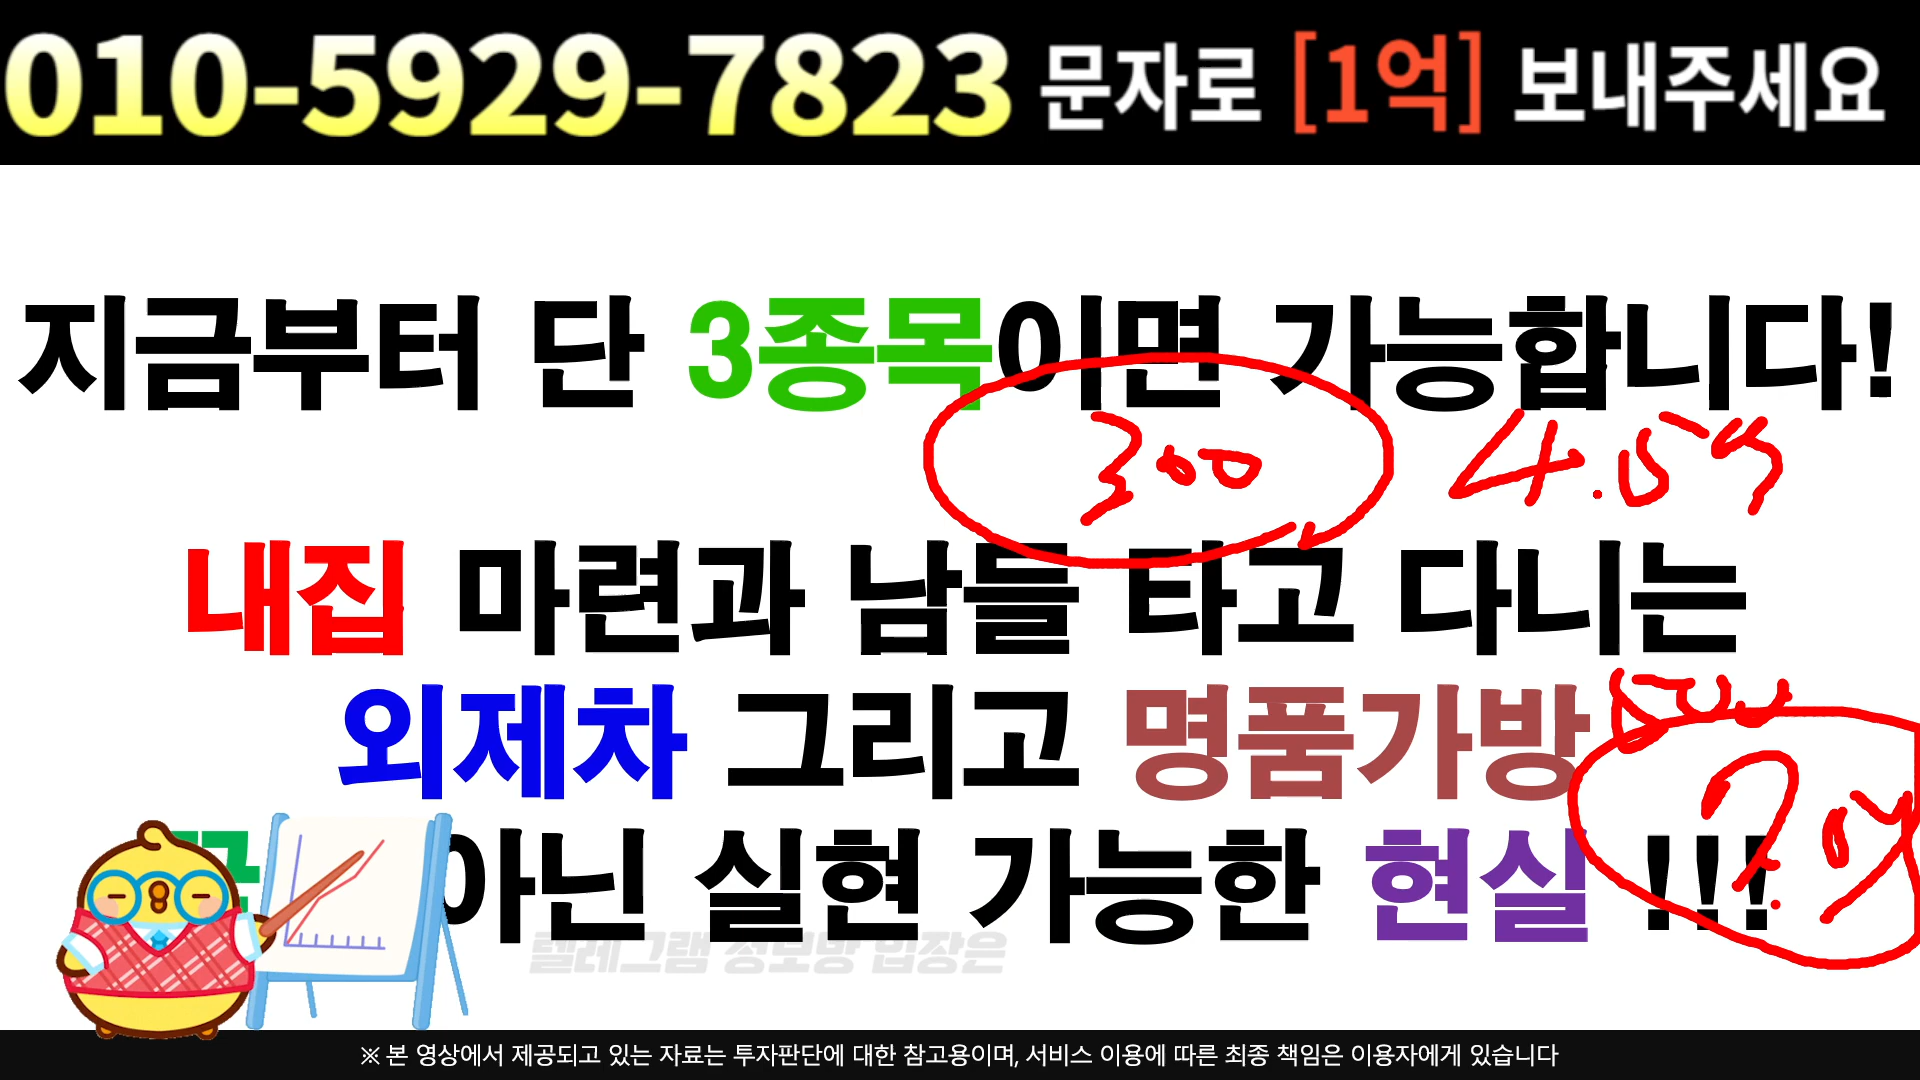 010-5929-7823 문자로 [1억] 보내주세요
지금부터 단 3종목이면 가능합니다!
300
4.5억
내집 마련과 남들 타고 다니는
외제차 그리고 명품가방
500
아닌 실현 가능한 현실 !!!
텔레그램 정보방 입장은
※ 본 영상에서 제공되고 있는 자료는 투자판단에 대한 참고용이며, 서비스 이용에 따른 최종 책임은 이용자에게 있습니다